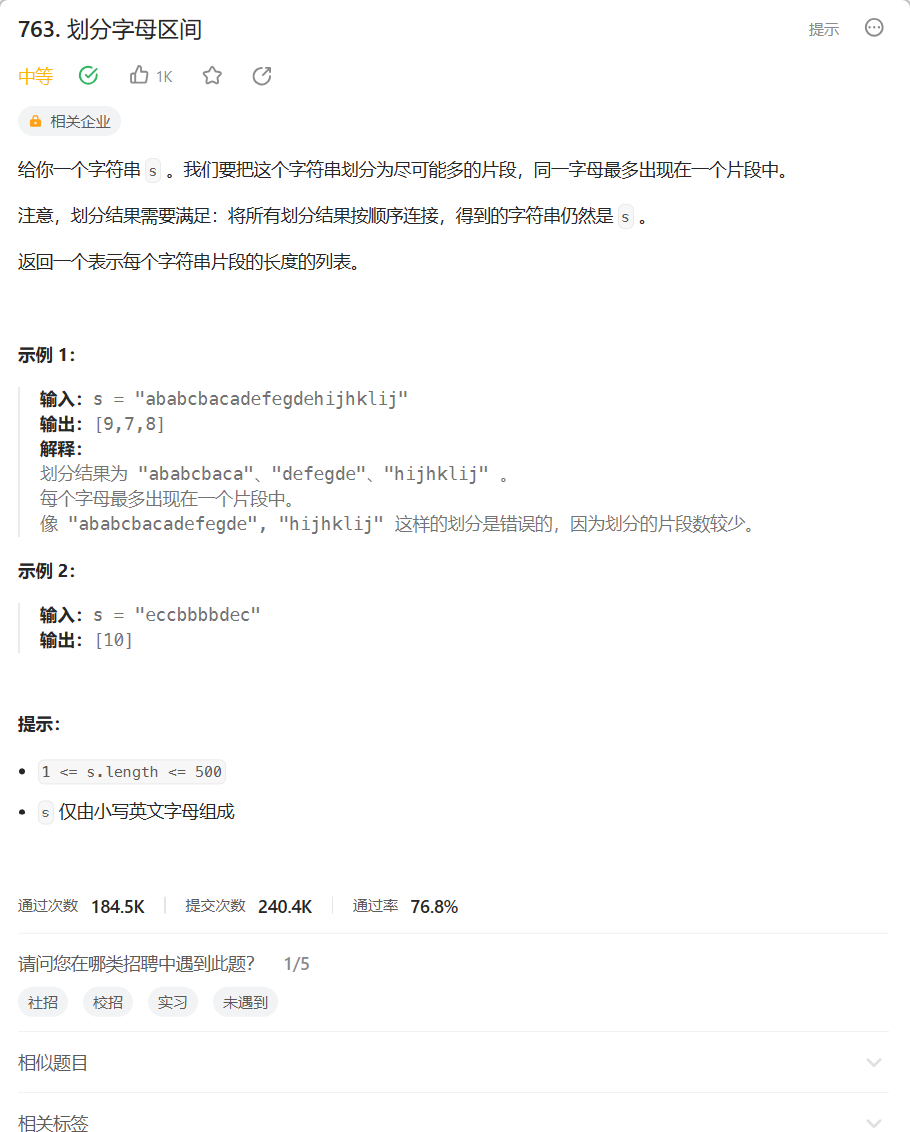 763. 划分字母区间 提示
中等 1K
相关企业
给你一个字符串 s 。我们要把这个字符串划分为尽可能多的片段，同一字母最多出现在一个片段中。
注意，划分结果需要满足：将所有划分结果按顺序连接，得到的字符串仍然是 s 。
返回一个表示每个字符串片段的长度的列表。
示例 1：
输入：s = "ababcbacadefegdehijhklij"
输出：[9,7,8]
解释：
划分结果为 "ababcbaca"、"defegde"、"hijhklij" 。
每个字母最多出现在一个片段中。
像 "ababcbacadefegde", "hijhklij" 这样的划分是错误的，因为划分的片段数较少。
示例 2：
输入：s = "eccbbbbdec"
输出：[10]
提示：
1 <= s.length <= 500
s 仅由小写英文字母组成
通过次数 184.5K 提交次数 240.4K 通过率 76.8%
请问您在哪类招聘中遇到此题？ 1/5
社招 校招 实习 未遇到
相似题目
相关标签